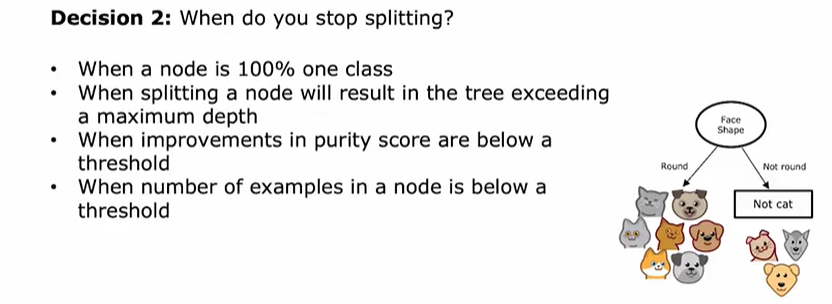 Decision 2: When do you stop splitting?
• When a node is 100% one class
• When splitting a node will result in the tree exceeding
a maximum depth
• When improvements in purity score are below a
threshold
• When number of examples in a node is below a
threshold
Face
Shape
Round
Not round
Not cat